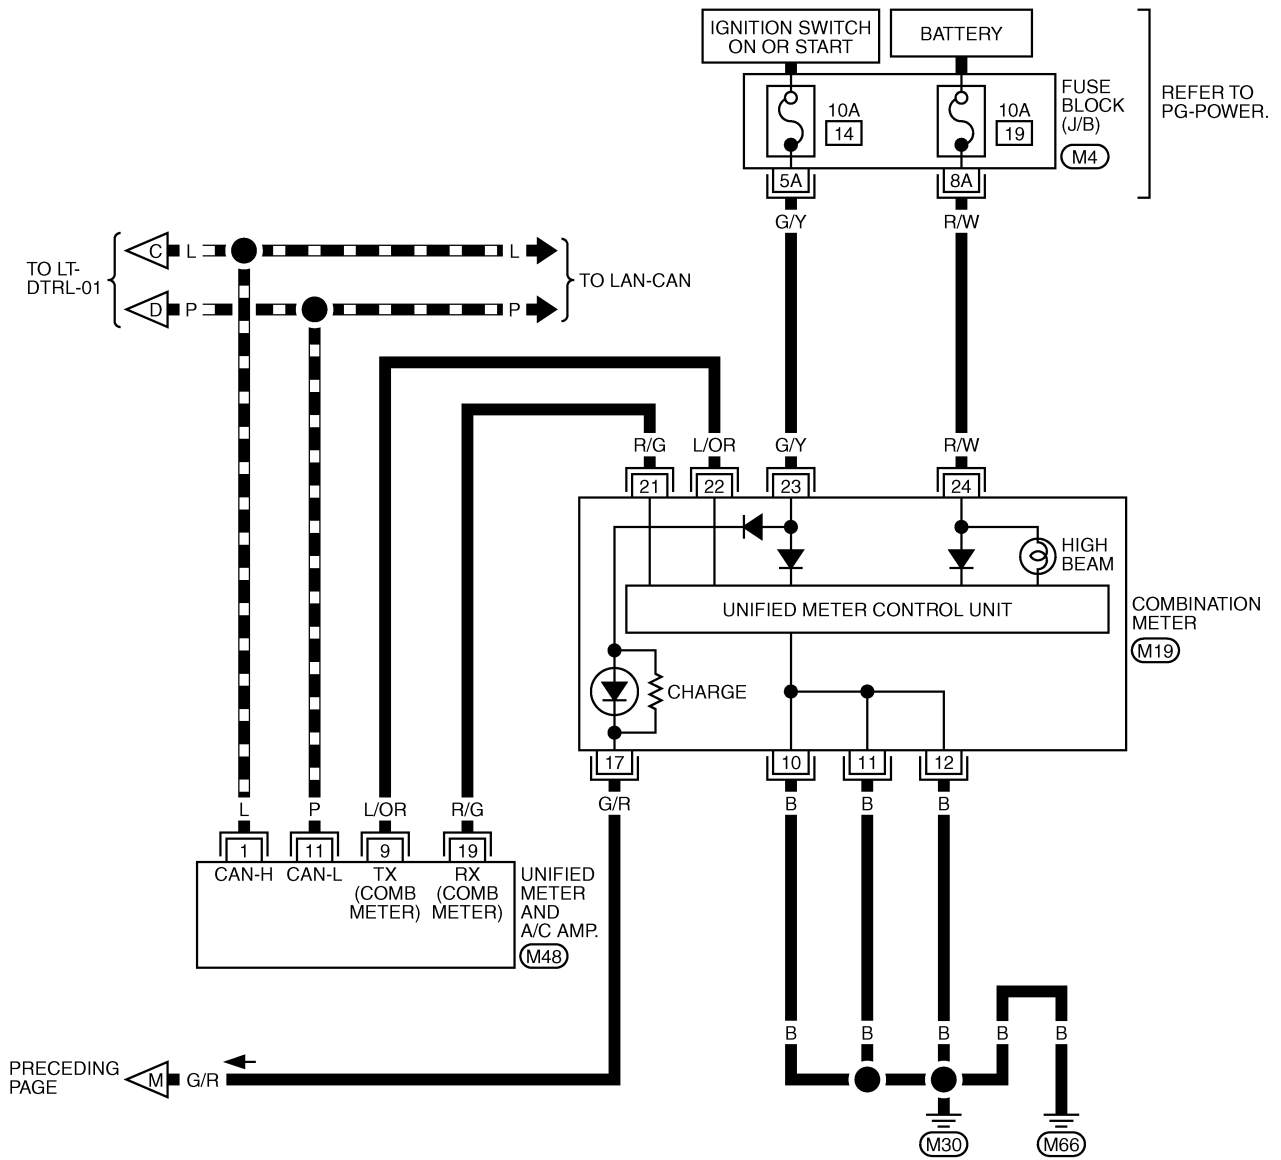 IGNITION SWITCH
ON OR START
BATTERY
FUSE
BLOCK
(J/B)
M4
REFER TO
PG-POWER.
10A
14
10A
19
5A
8A
G/Y
R/W
TO LT-
DTRL-01
C
L
L
D
P
P
TO LAN-CAN
R/G
L/OR
G/Y
R/W
21
22
23
24
HIGH
BEAM
UNIFIED METER CONTROL UNIT
COMBINATION
METER
M19
CHARGE
17
10
11
12
G/R
B
B
B
L
P
L/OR
R/G
1
11
9
19
CAN-H
CAN-L
TX
(COMB
METER)
RX
(COMB
METER)
UNIFIED
METER
AND
A/C AMP.
M48
B
B
B
B
B
PRECEDING
PAGE
M
G/R
M30
M66